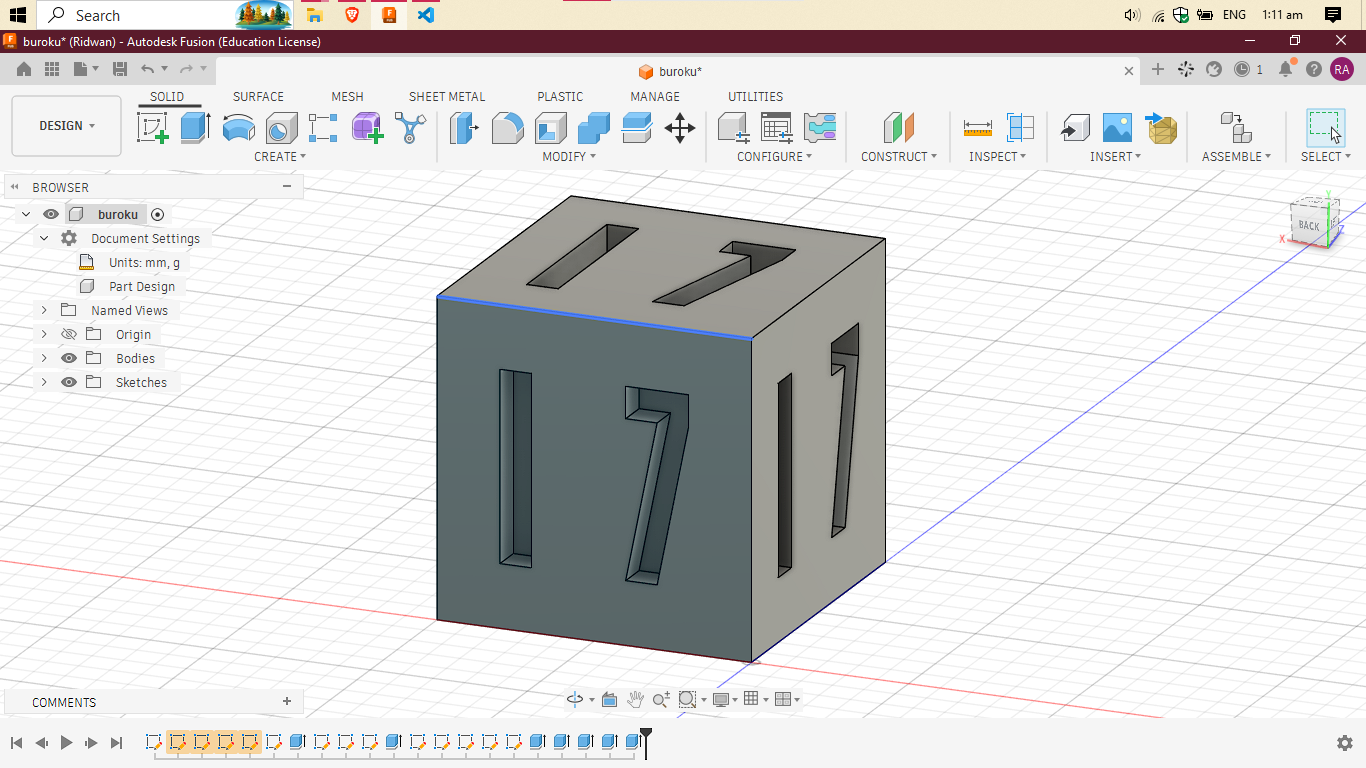 Search
ENG
1:11 am
buroku* (Ridwan) - Autodesk Fusion (Education License)
buroku*
1
RA
SOLID
SURFACE
MESH
SHEET METAL
PLASTIC
MANAGE
UTILITIES
DESIGN
CREATE
MODIFY
CONFIGURE
CONSTRUCT
INSPECT
INSERT
ASSEMBLE
SELECT
BROWSER
buroku
Document Settings
Units: mm, g
Part Design
Named Views
Origin
Bodies
Sketches
17
17
17
Y
BACK
X
Z
COMMENTS